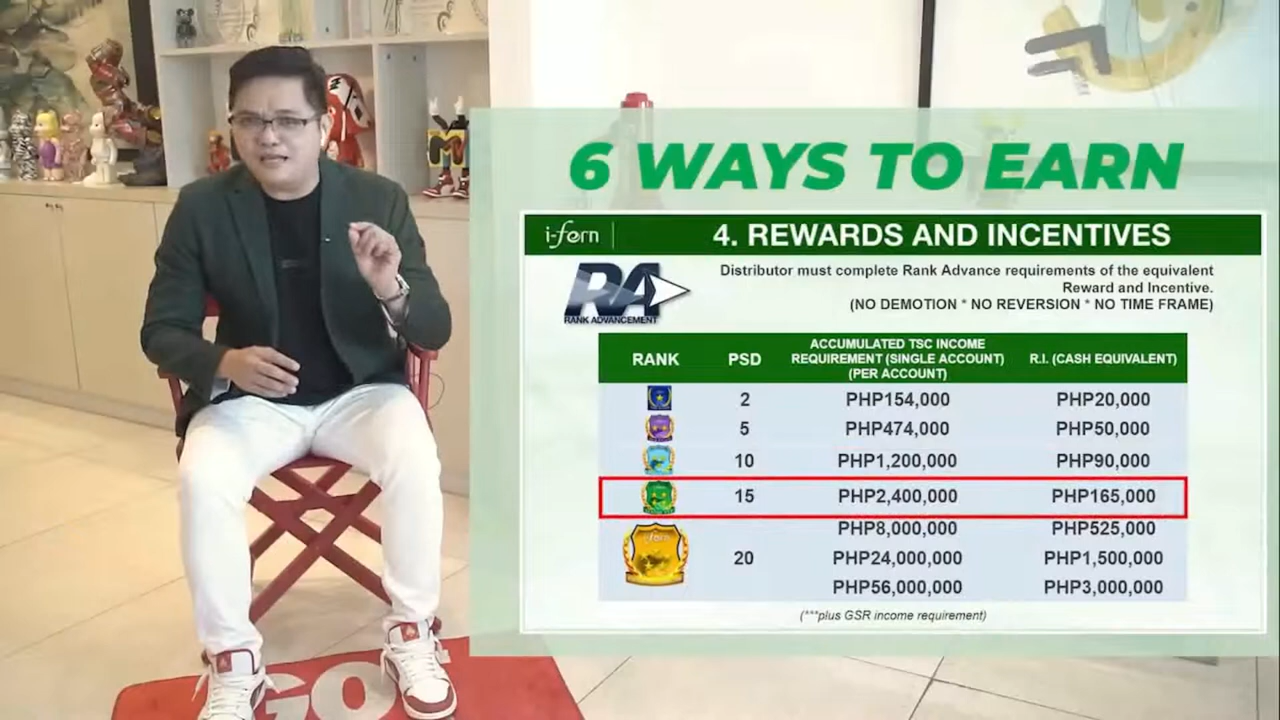 6 WAYS TO EARN
i-fern
4. REWARDS AND INCENTIVES
RA
RANK ADVANCEMENT
Distributor must complete Rank Advance requirements of the equivalent
Reward and Incentive.
(NO DEMOTION * NO REVERSION * NO TIME FRAME)
RANK PSD ACCUMULATED TSC INCOME REQUIREMENT (SINGLE ACCOUNT) (PER ACCOUNT) R.I. (CASH EQUIVALENT)
2 PHP154,000 PHP20,000
5 PHP474,000 PHP50,000
10 PHP1,200,000 PHP90,000
15 PHP2,400,000 PHP165,000
PHP8,000,000 PHP525,000
20 PHP24,000,000 PHP1,500,000
PHP56,000,000 PHP3,000,000
(***plus GSR income requirement)
GO